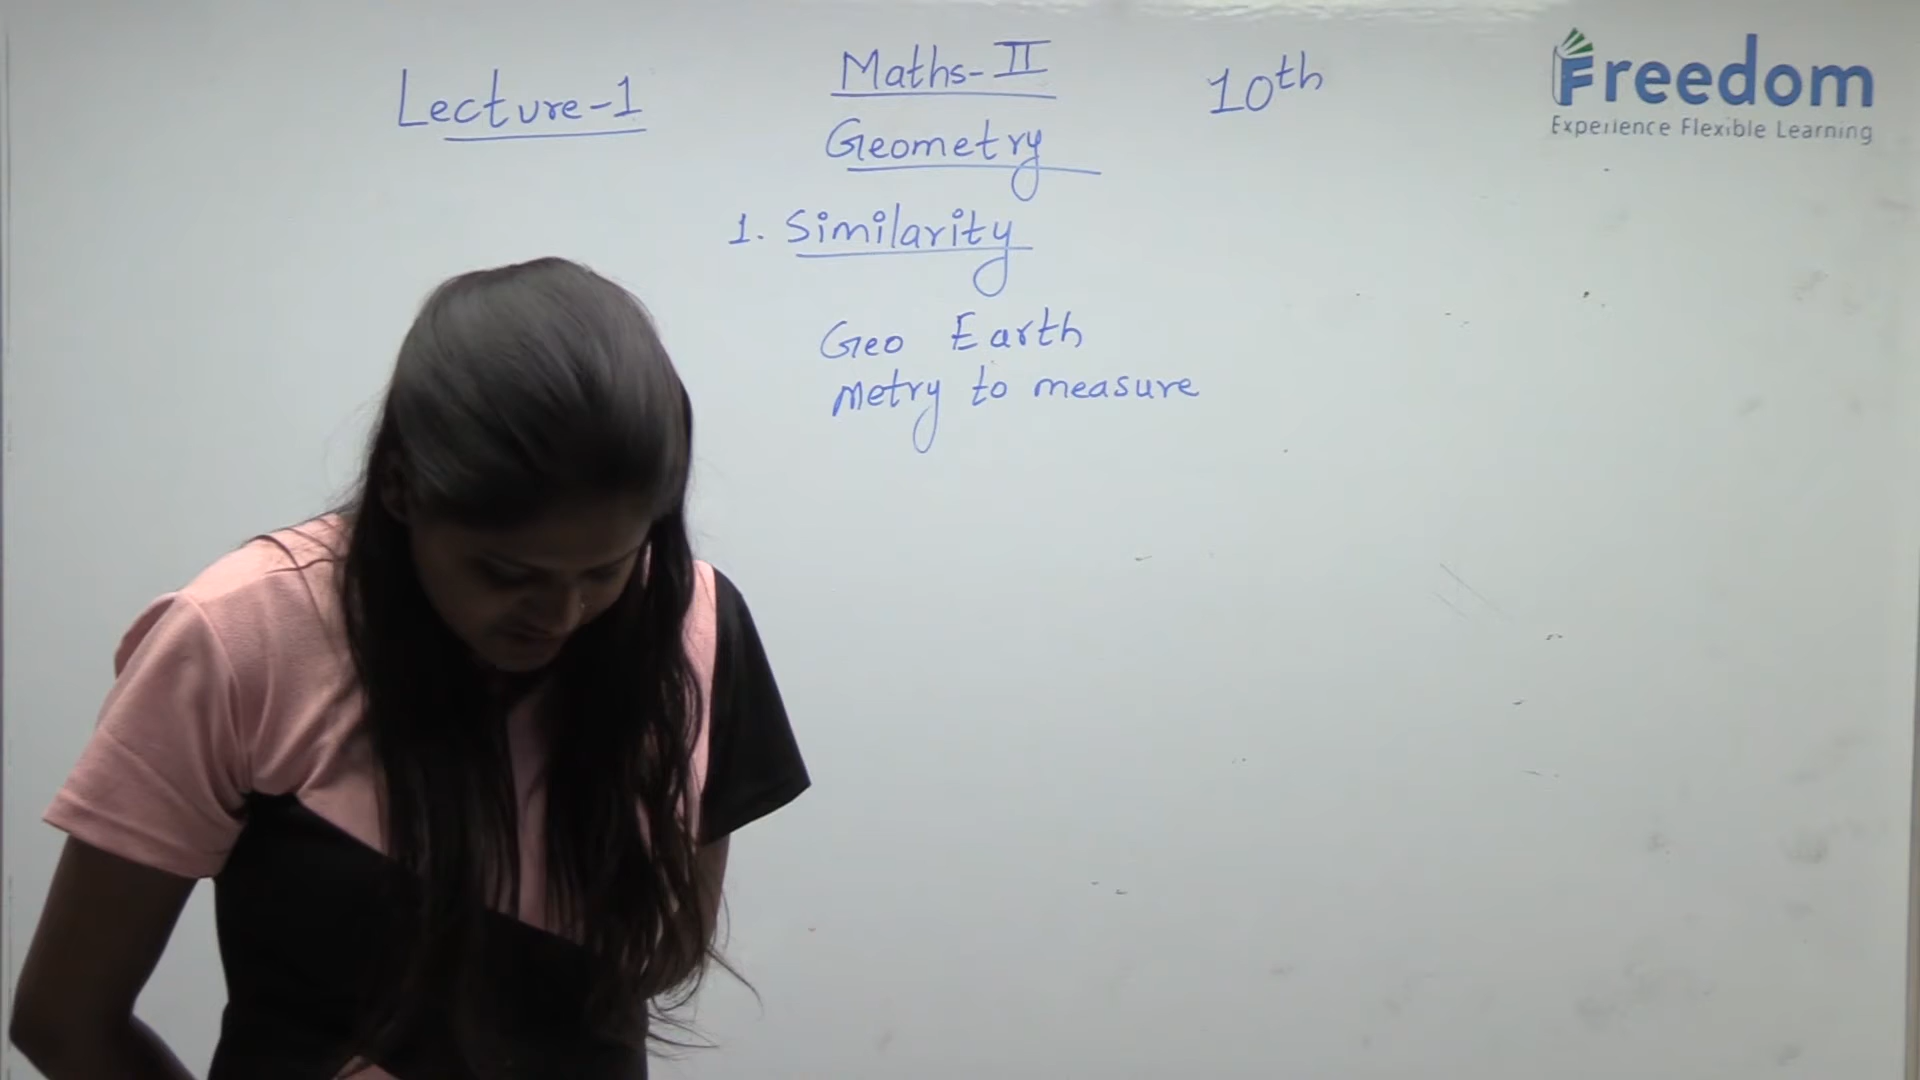 Lecture-1
Maths-II
10th
Geometry
1. Similarity
Geo Earth
Metry to measure
Freedom
Experience Flexible Learning